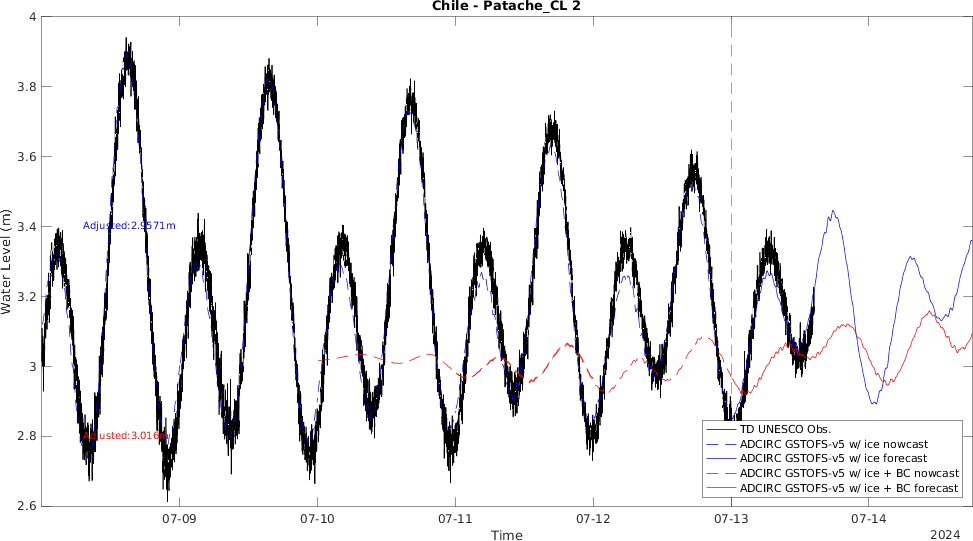 Chile - Patache_CL 2
4
3.8
3.6
3.4
3.2
3
2.8
2.6
Water Level (m)
Adjusted:2.9571m
Adjusted:3.016m
TD UNESCO Obs.
ADCIRC GSTOFS-v5 w/ ice nowcast
ADCIRC GSTOFS-v5 w/ ice forecast
ADCIRC GSTOFS-v5 w/ ice + BC nowcast
ADCIRC GSTOFS-v5 w/ ice + BC forecast
07-09 07-10 07-11 07-12 07-13 07-14
Time
2024